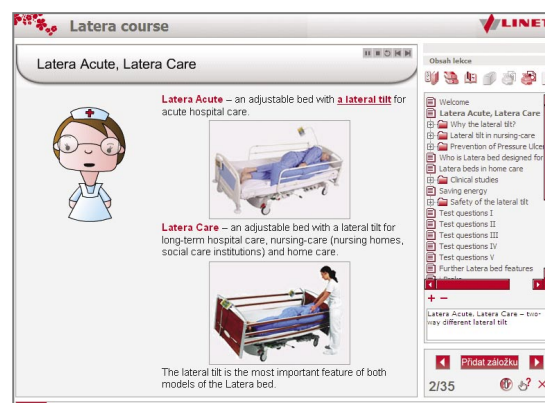 Latera course
LINET
Latera Acute, Latera Care
Latera Acute – an adjustable bed with a lateral tilt for
acute hospital care.
Latera Care – an adjustable bed with a lateral tilt for
long-term hospital care, nursing-care (nursing homes,
social care institutions) and home care.
The lateral tilt is the most important feature of both
models of the Latera bed.
Obsah lekce
Welcome
Latera Acute, Latera Care
Why the lateral tilt?
Lateral tilt in nursing-care
Prevention of Pressure Ulcer
Who is Latera bed designed for
Latera beds in home care
Clinical studies
Saving energy
Safety of the lateral tilt
Test questions I
Test questions II
Test questions III
Test questions IV
Test questions V
Further Latera bed features
Latera Acute, Latera Care – two-
way different lateral tilt
Přidat záložku
2/35